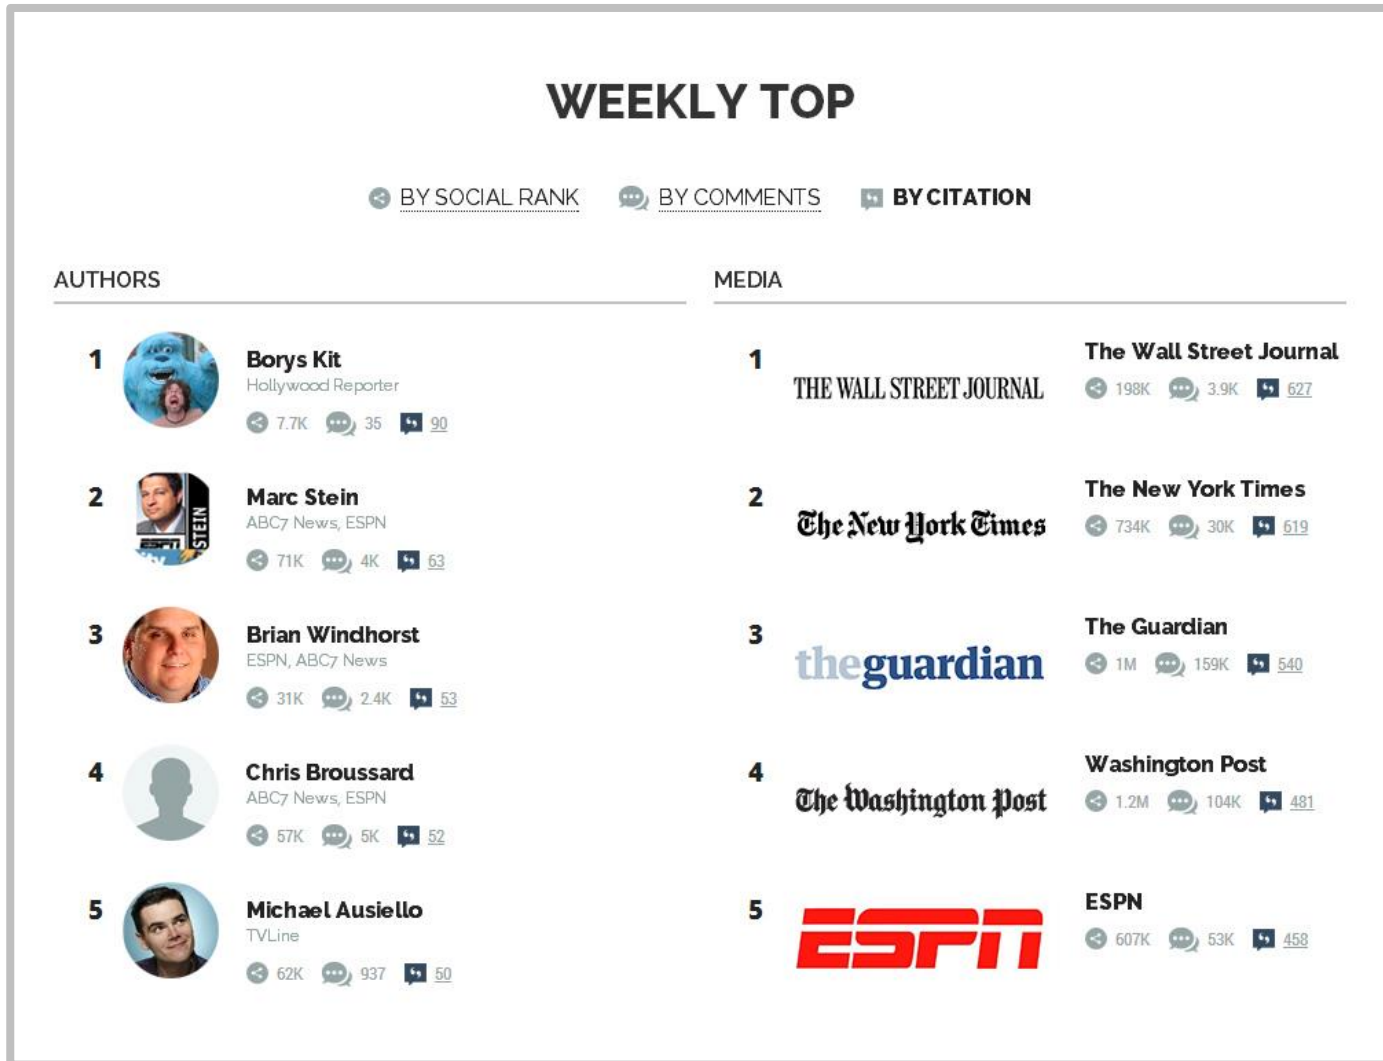 WEEKLY TOP
BY SOCIAL RANK BY COMMENTS BY CITATION
AUTHORS
1
Borys Kit
Hollywood Reporter
7.7K 35 90
2
STEIN
ESPN
Marc Stein
ABC7 News, ESPN
71K 4K 63
3
Brian Windhorst
ESPN, ABC7 News
31K 2.4K 53
4
Chris Broussard
ABC7 News, ESPN
57K 5K 52
5
Michael Ausiello
TVLine
62K 937 50
MEDIA
1
THE WALL STREET JOURNAL
The Wall Street Journal
198K 3.9K 627
2
The New York Times
The New York Times
734K 30K 619
3
theguardian
The Guardian
1M 159K 540
4
The Washington Post
Washington Post
1.2M 104K 481
5
ESPN
ESPN
607K 53K 458